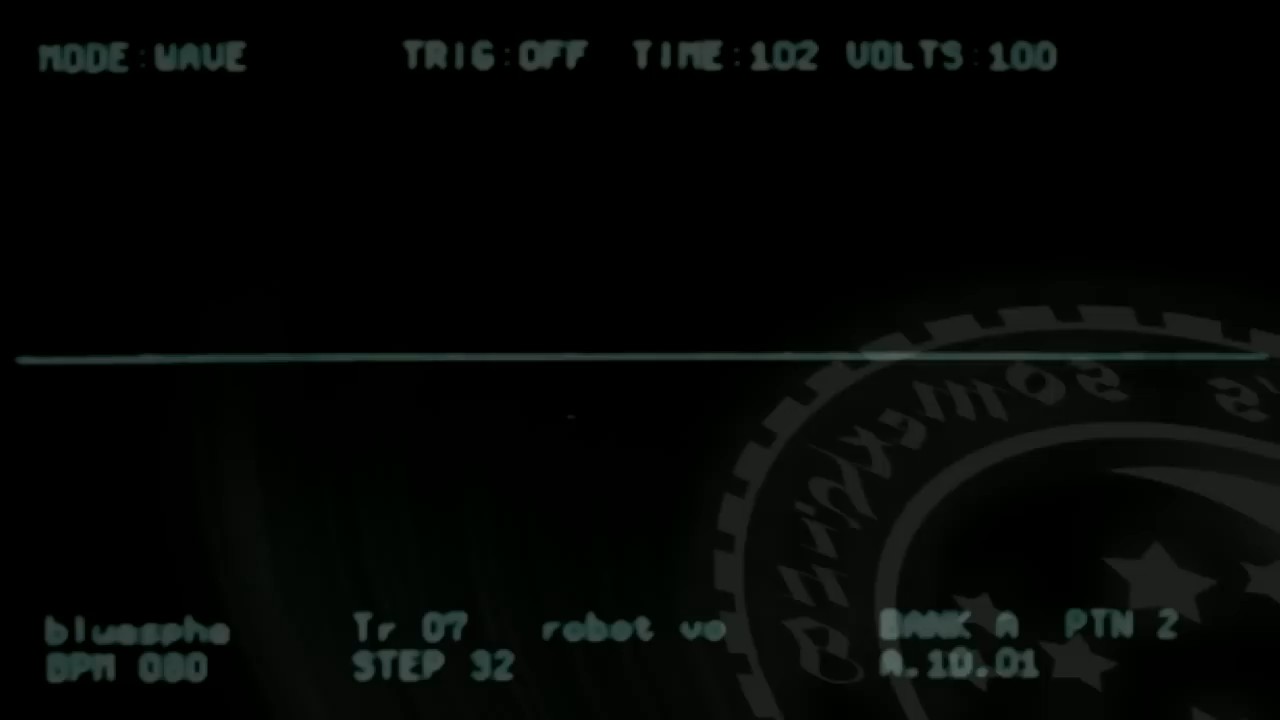 MODE:WAVE TRIG:OFF TIME:102 VOLTS:100
bluesphe Tr 07 robot vo BANK A PTN 2
BPM 080 STEP 32 A.10.01